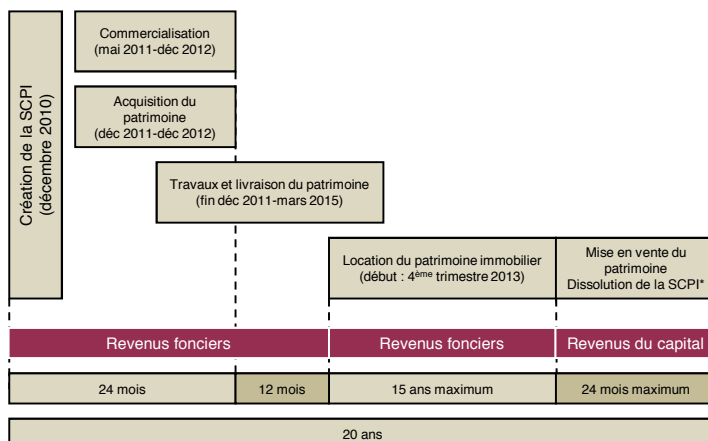 Création de la SCPI
(décembre 2010)
Commercialisation
(mai 2011-déc 2012)
Acquisition du
patrimoine
(déc 2011-déc 2012)
Travaux et livraison du patrimoine
(fin déc 2011-mars 2015)
Location du patrimoine immobilier
(début : 4ème trimestre 2013)
Mise en vente du
patrimoine
Dissolution de la SCPI*
Revenus fonciers
Revenus fonciers
Revenus du capital
24 mois
12 mois
15 ans maximum
24 mois maximum
20 ans